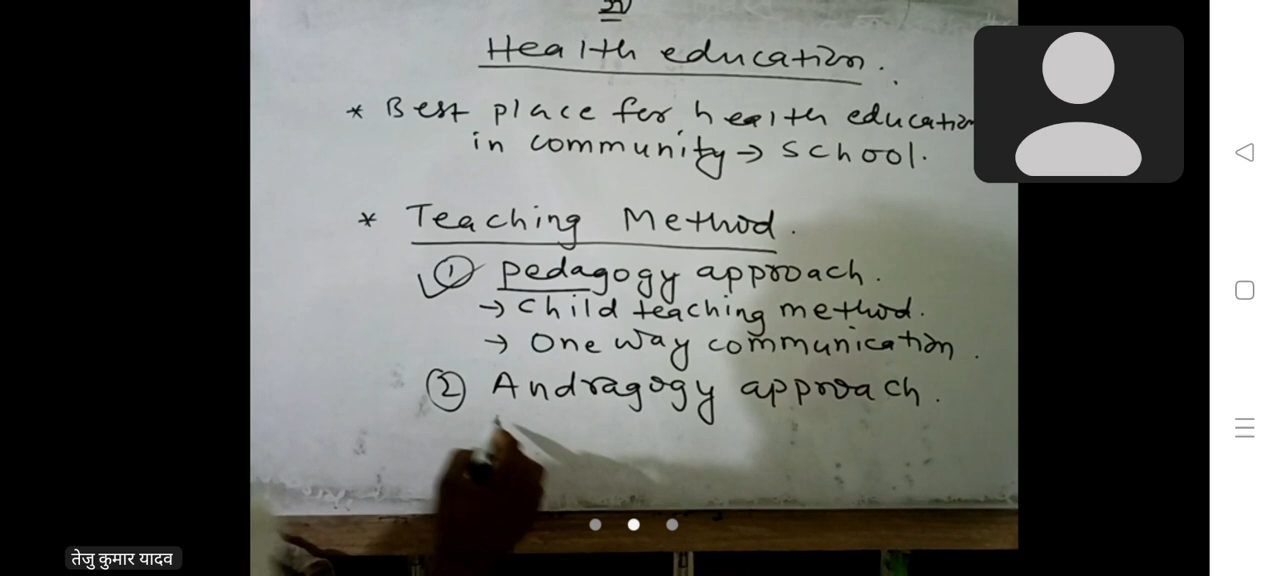 Health education.
* Best place for health education
in community → School.
* Teaching Method.
① pedagogy approach.
→ Child teaching method.
→ One way communication.
② Andragogy approach.
तेजु कुमार यादव